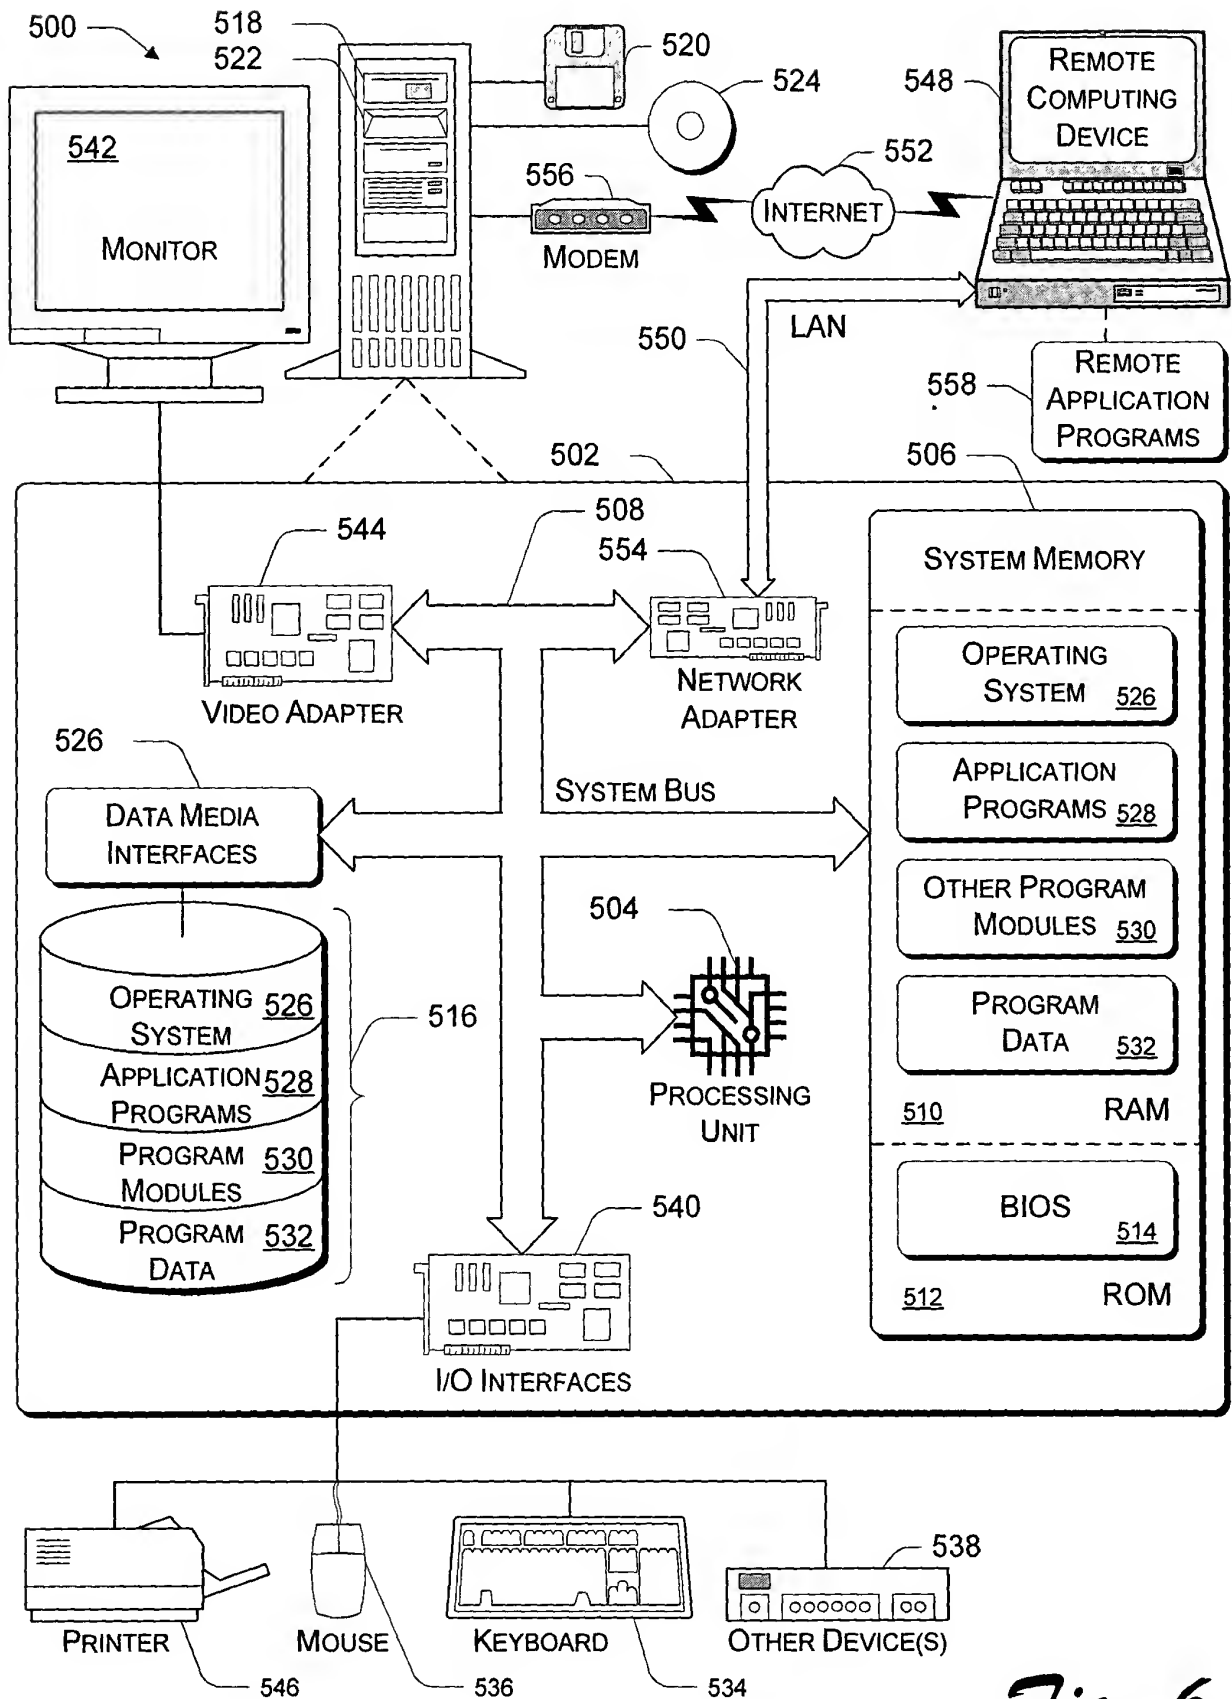 500
518
522
520
524
548
REMOTE
COMPUTING
DEVICE
542
MONITOR
556
MODEM
552
INTERNET
550
LAN
558
REMOTE
APPLICATION
PROGRAMS
502
506
508
544
554
VIDEO ADAPTER
NETWORK
ADAPTER
SYSTEM MEMORY
OPERATING
SYSTEM 526
APPLICATION
PROGRAMS 528
OTHER PROGRAM
MODULES 530
PROGRAM
DATA 532
510 RAM
BIOS
514
512 ROM
526
DATA MEDIA
INTERFACES
SYSTEM BUS
504
PROCESSING
UNIT
OPERATING 526
SYSTEM
516
APPLICATION 528
PROGRAMS
PROGRAM 530
MODULES
PROGRAM 532
DATA
540
I/O INTERFACES
538
PRINTER
MOUSE
KEYBOARD
OTHER DEVICE(S)
546
536
534
Fig. 6